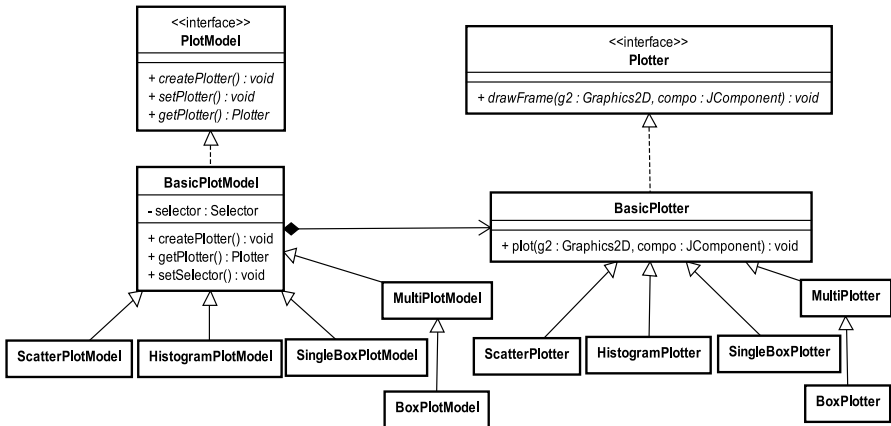 <<interface>>
PlotModel
+ createPlotter() : void
+ setPlotter() : void
+ getPlotter() : Plotter
<<interface>>
Plotter
+ drawFrame(g2 : Graphics2D, compo : JComponent) : void
BasicPlotModel
- selector : Selector
+ createPlotter() : void
+ getPlotter() : Plotter
+ setSelector() : void
BasicPlotter
+ plot(g2 : Graphics2D, compo : JComponent) : void
MultiPlotModel
MultiPlotter
ScatterPlotModel
HistogramPlotModel
SingleBoxPlotModel
ScatterPlotter
HistogramPlotter
SingleBoxPlotter
BoxPlotModel
BoxPlotter